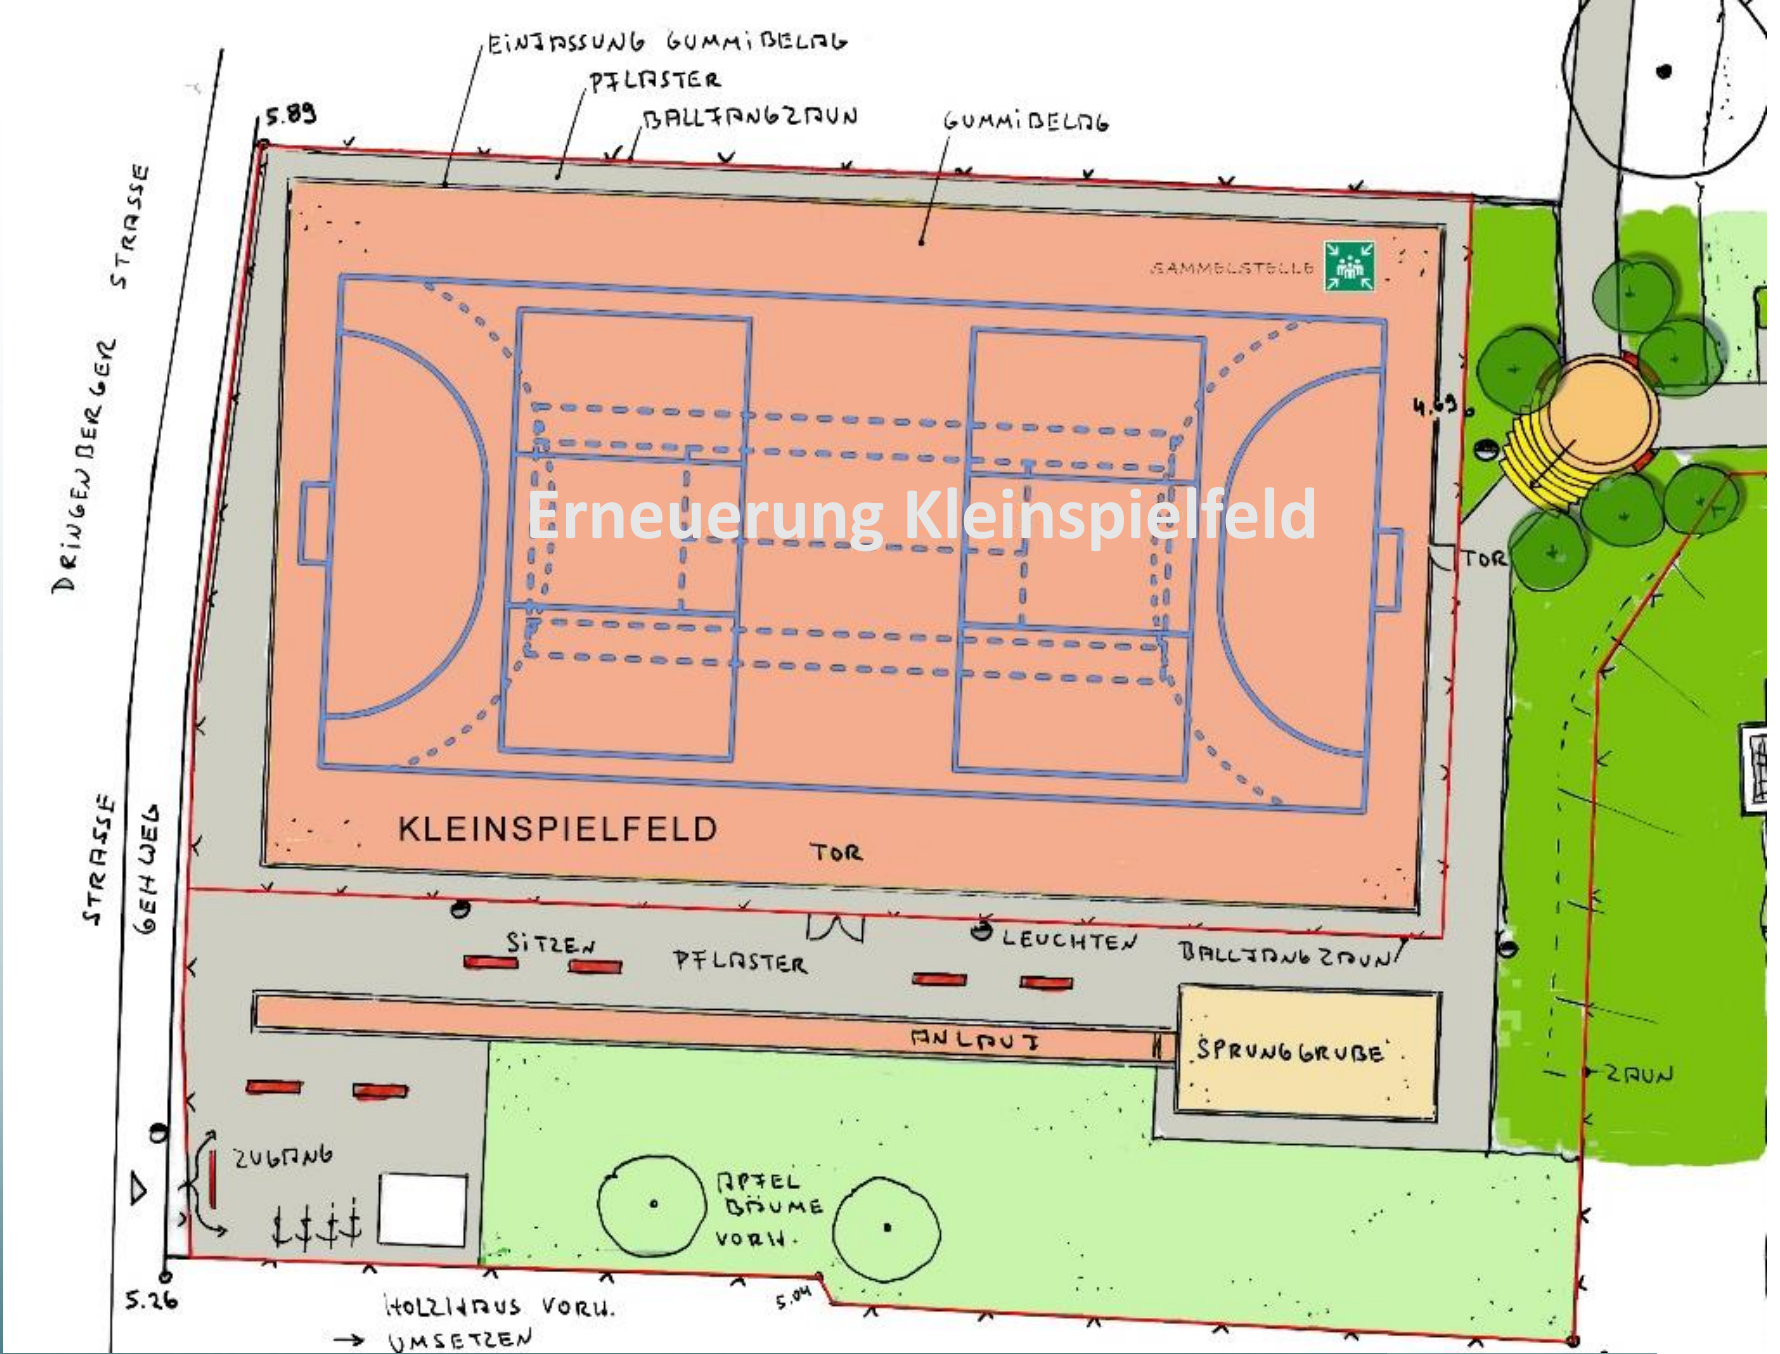 EINFASSUNG GUMMIBELAG
PFLASTER
BALLFANGZAUN
GUMMIBELAG
5.89
DRINGENBERGER STRASSE
SAMMELSTELLE
4.69
Erneuerung Kleinspielfeld
TOR
KLEINSPIELFELD
TOR
STRASSE
GEHWEG
SITZEN
PFLASTER
LEUCHTEN
BALLFANGZAUN
ANLAUF
SPRUNGGRUBE
ZAUN
ZUGANG
APFEL
BÄUME
VORH.
5.26
HOLZHAUS VORH.
→ UMSETZEN
5.04